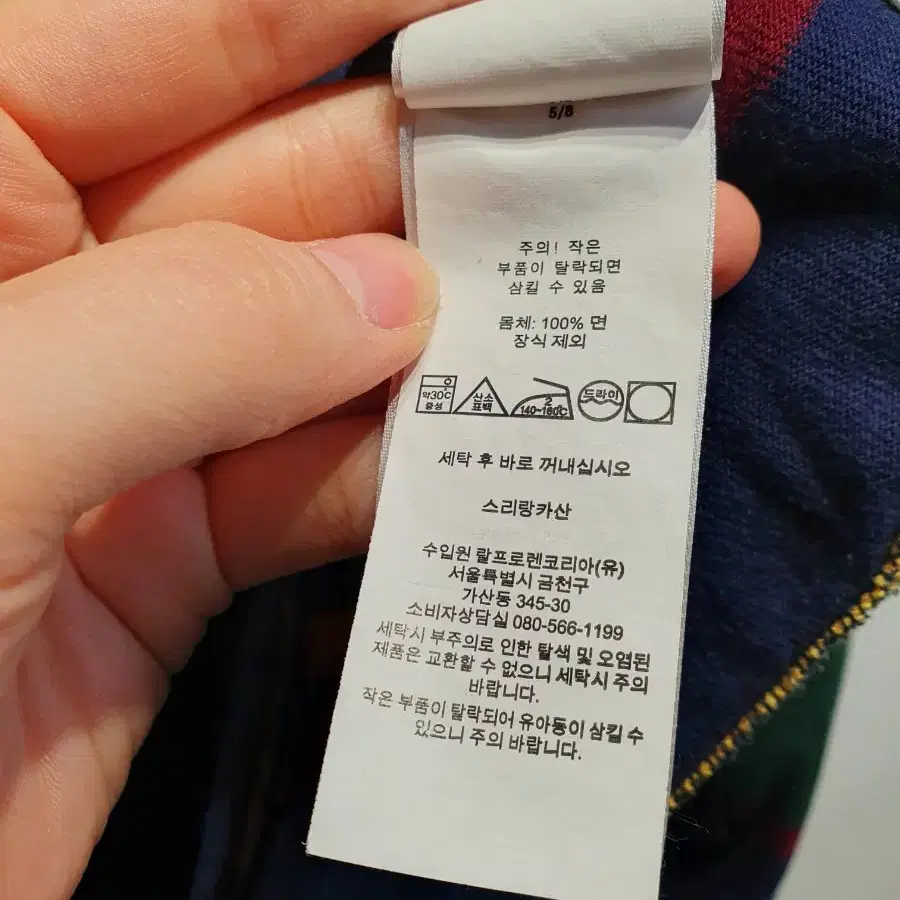 5/8
주의! 작은
부품이 탈락되면
삼킬 수 있음
몸체: 100% 면
장식 제외
약30℃
중성
산소
표백
2
140~160℃
드라이
세탁 후 바로 꺼내십시오
스리랑카산
수입원 랄프로렌코리아(유)
서울특별시 금천구
가산동 345-30
소비자상담실 080-566-1199
세탁시 부주의로 인한 탈색 및 오염된
제품은 교환할 수 없으니 세탁시 주의
바랍니다.
작은 부품이 탈락되어 유아동이 삼킬 수
있으니 주의 바랍니다.